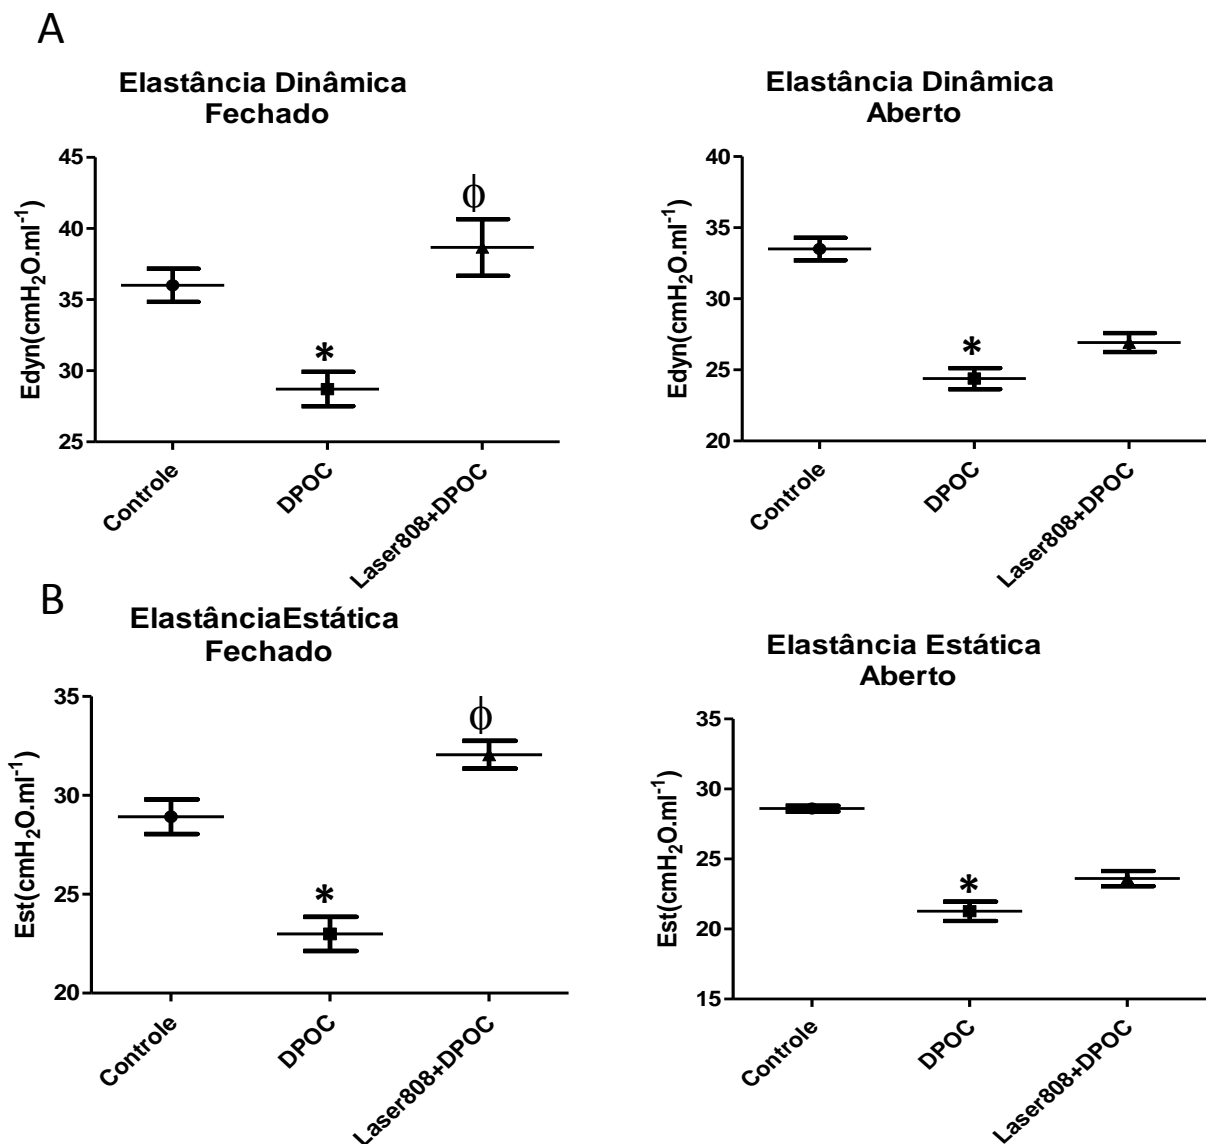 A
Elastância Dinâmica
Fechado
45
40
35
30
25
Edyn(cmH₂O.ml⁻¹)
ϕ
*
Controle
DPOC
Laser808+DPOC
Elastância Dinâmica
Aberto
40
35
30
25
20
Edyn(cmH₂O.ml⁻¹)
*
Controle
DPOC
Laser808+DPOC
B
ElastânciaEstática
Fechado
35
30
25
20
Est(cmH₂O.ml⁻¹)
ϕ
*
Controle
DPOC
Laser808+DPOC
Elastância Estática
Aberto
35
30
25
20
15
Est(cmH₂O.ml⁻¹)
*
Controle
DPOC
Laser808+DPOC